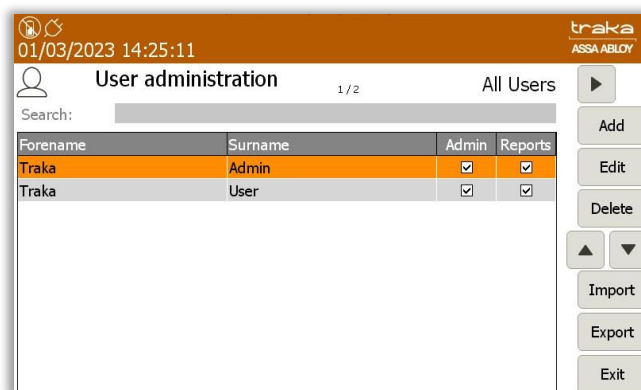 traka
01/03/2023 14:25:11
ASSA ABLOY
User administration 1/2 All Users
Search:
Add
Forename Surname Admin Reports
Traka Admin
Edit
Traka User
Delete
Import
Export
Exit